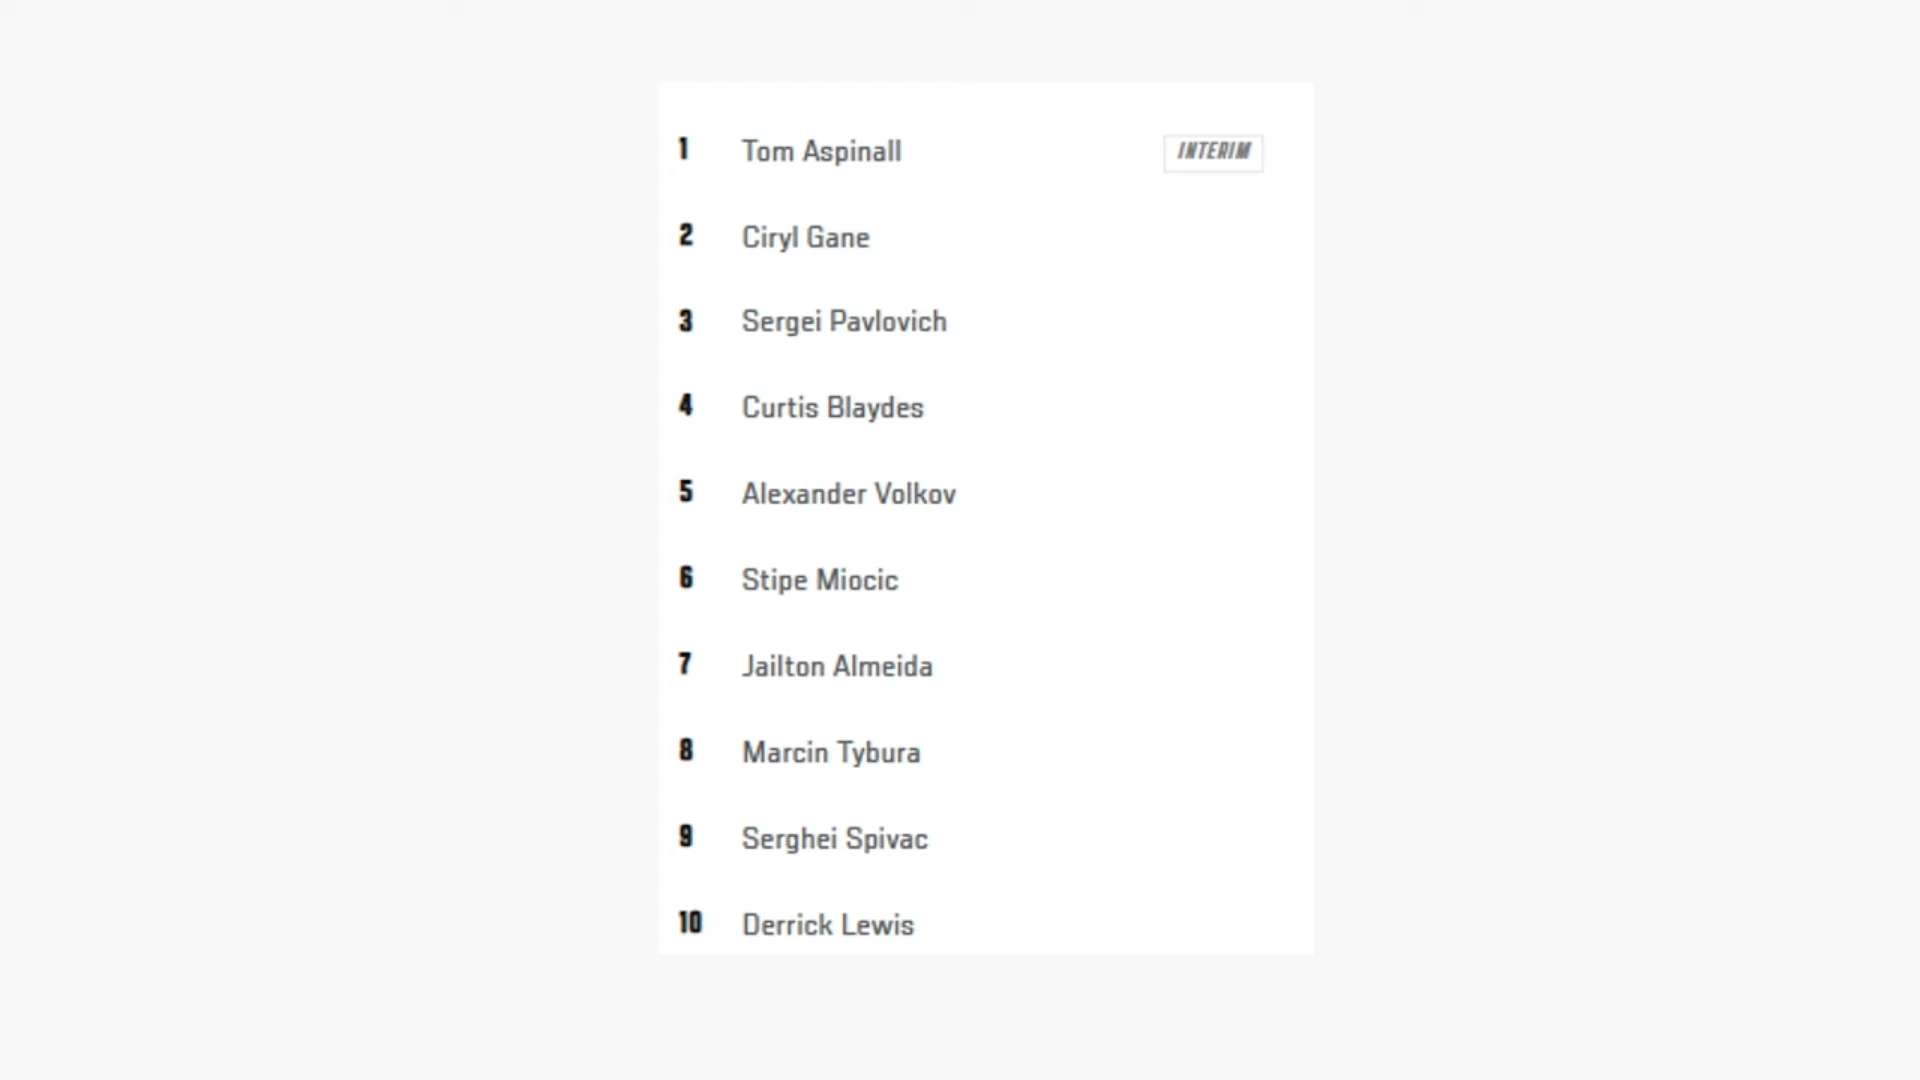 1 Tom Aspinall INTERIM
2 Ciryl Gane
3 Sergei Pavlovich
4 Curtis Blaydes
5 Alexander Volkov
6 Stipe Miocic
7 Jailton Almeida
8 Marcin Tybura
9 Serghei Spivac
10 Derrick Lewis